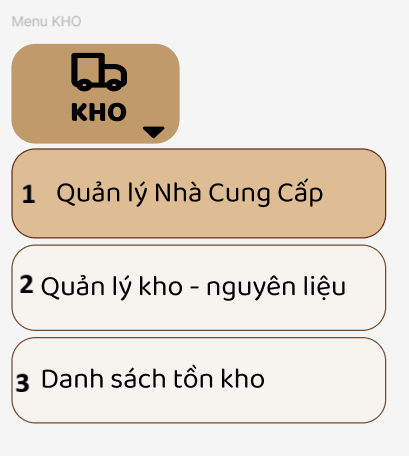 Menu KHO
KHO
1 Quản lý Nhà Cung Cấp
2 Quản lý kho - nguyên liệu
3 Danh sách tồn kho